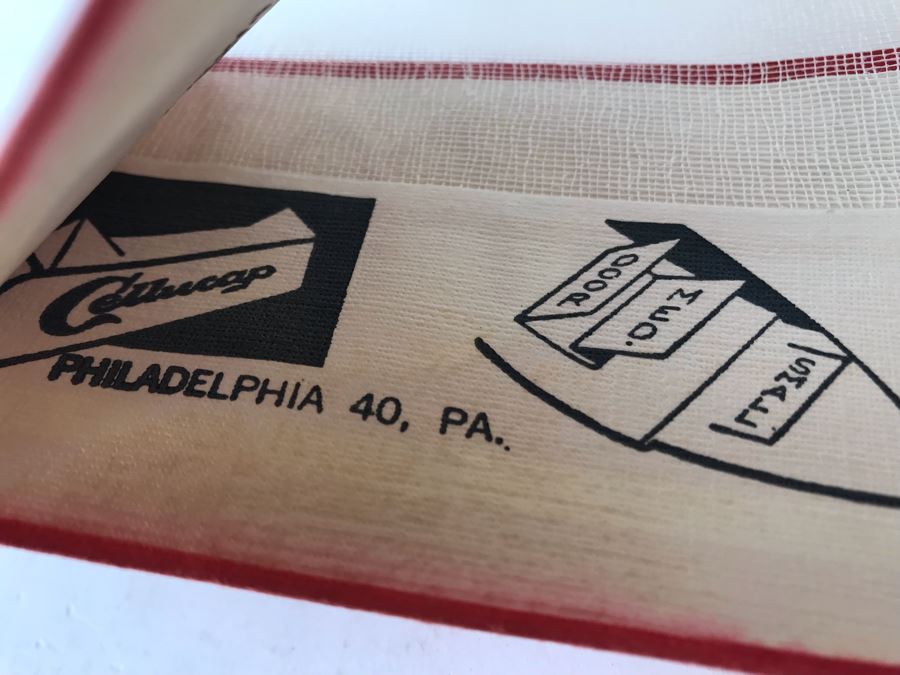 Cellucap
PHILADELPHIA 40, PA.
DOOR
MED.
SMALL